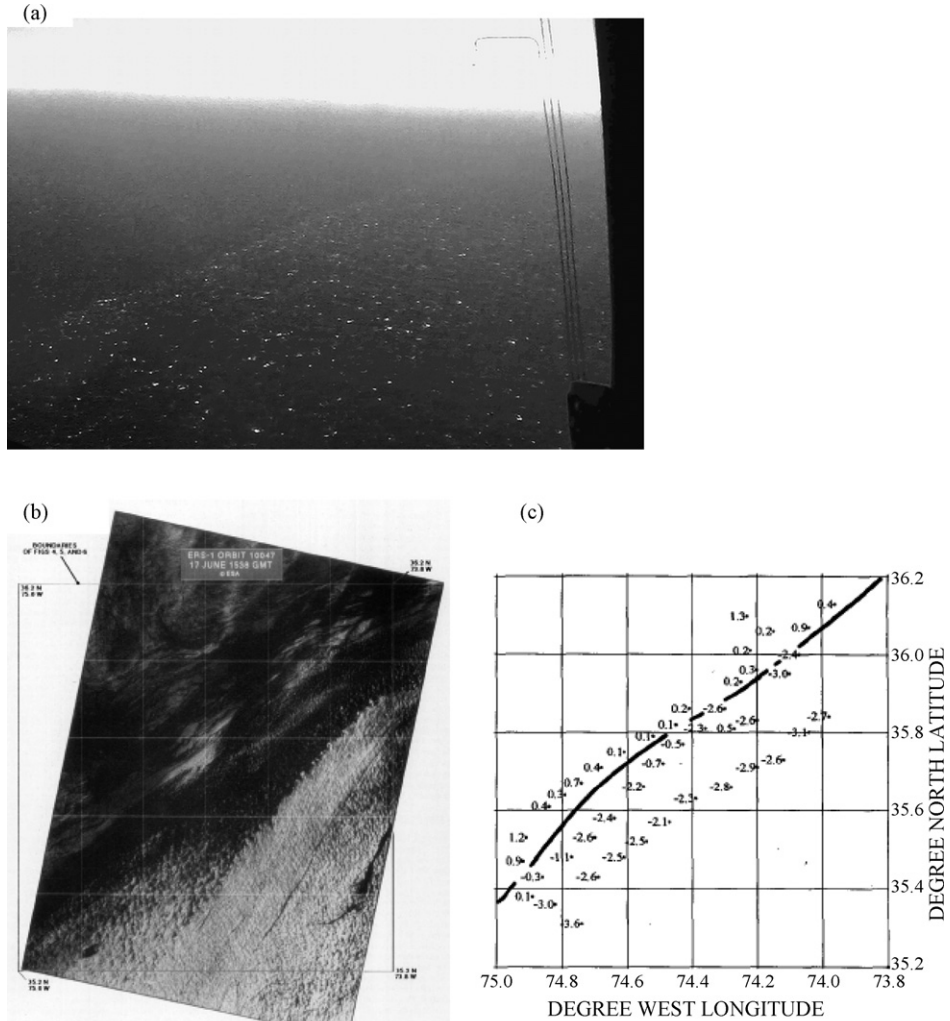 (a)
(b)
(c)
BOUNDARIES
OF FIGS 4, 5, AND 6
ERS-1 ORBIT 10047
17 JUNE 1538 GMT
© ESA
36.2 N
73.8 W
36.2 N
75.8 W
35.2 N
75.8 W
35.2 N
73.8 W
36.2
36.0
35.8
35.6
35.4
35.2
DEGREE NORTH LATITUDE
0.4
1.3
0.2
0.9
0.2
-2.4
0.3
-3.0
0.2
0.2
-2.6
-2.7
0.1
-2.3
0.5
-2.6
-3.1
0.1
-0.5
0.1
-0.7
-2.9
-2.6
0.4
0.7
-2.2
-2.8
0.3
-2.3
0.4
-2.4
-2.1
1.2
-2.6
-2.5
0.9
-2.5
-0.3
-2.6
0.1
-3.0
-3.6
75.0 74.8 74.6 74.4 74.2 74.0 73.8
DEGREE WEST LONGITUDE